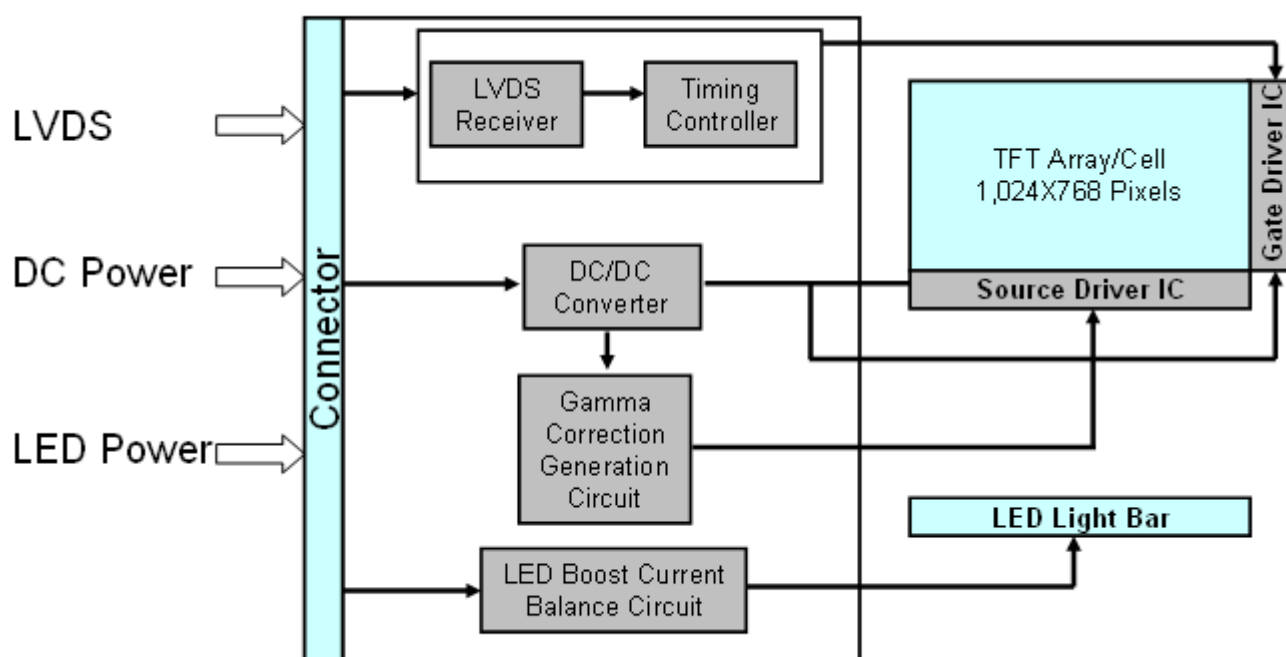 LVDS
DC Power
LED Power
Connector
LVDS
Receiver
Timing
Controller
DC/DC
Converter
Gamma
Correction
Generation
Circuit
LED Boost Current
Balance Circuit
TFT Array/Cell
1,024X768 Pixels
Gate Driver IC
Source Driver IC
LED Light Bar